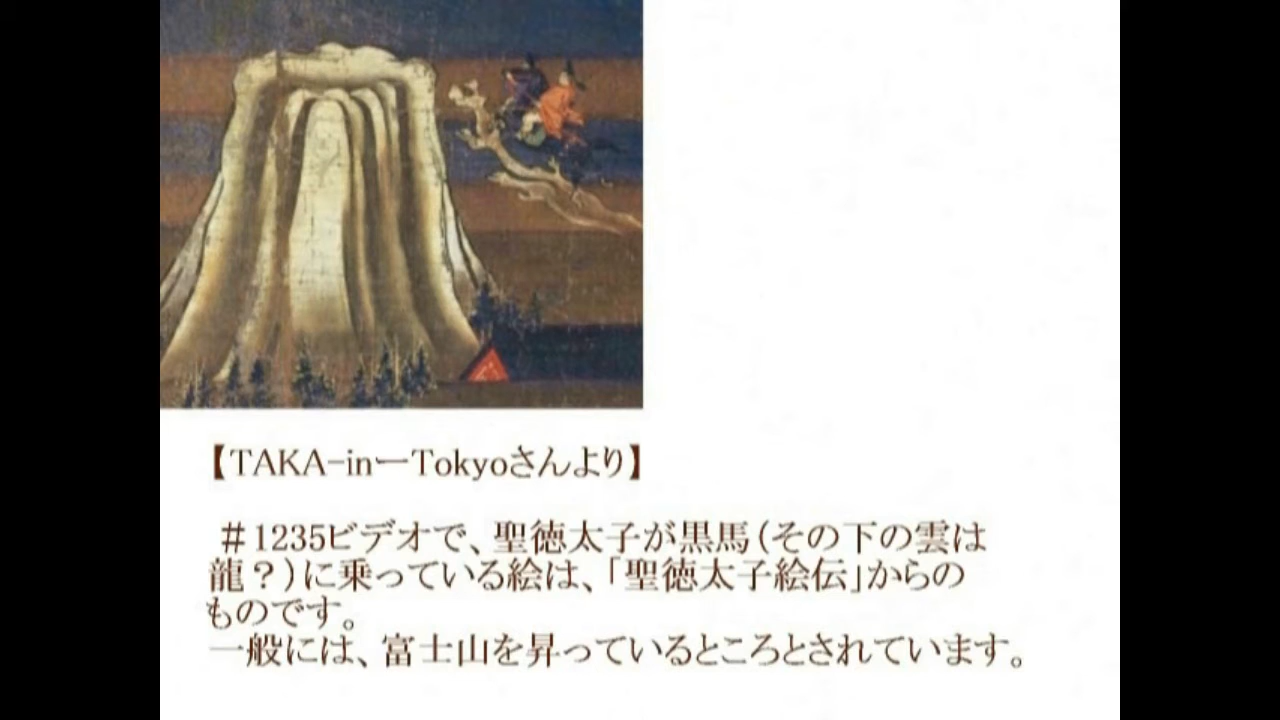 【TAKA-inーTokyoさんより】
＃1235ビデオで、聖徳太子が黒馬（その下の雲は
龍？）に乗っている絵は、「聖徳太子絵伝」からの
ものです。
一般には、富士山を昇っているところとされています。